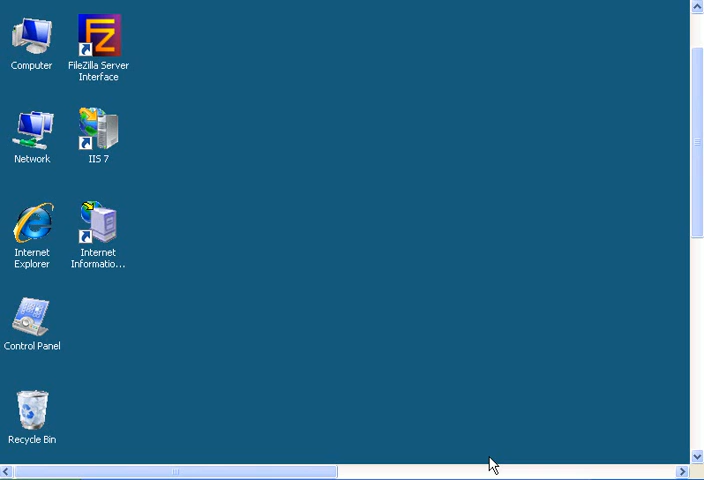 Computer
FileZilla Server
Interface
Network
IIS 7
Internet
Explorer
Internet
Informatio...
Control Panel
Recycle Bin